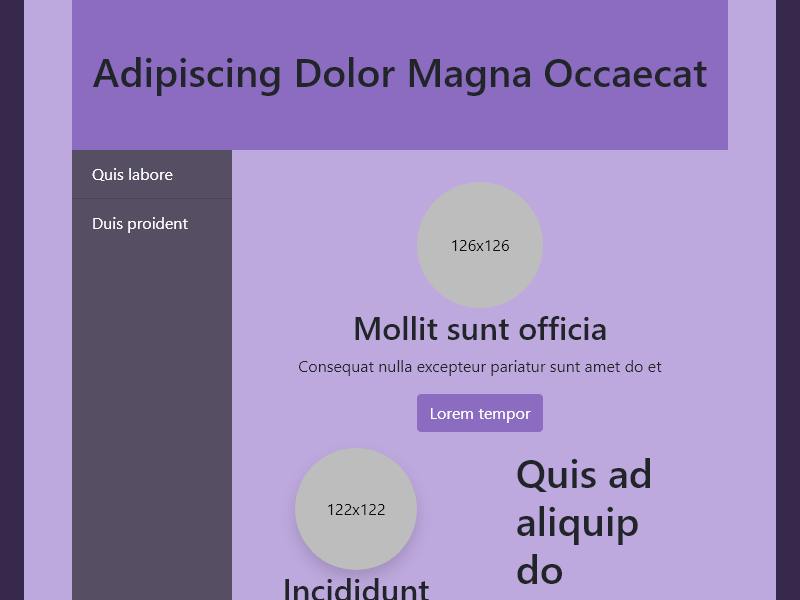 Adipiscing Dolor Magna Occaecat
Quis labore
Duis proident
126x126
Mollit sunt officia
Consequat nulla excepteur pariatur sunt amet do et
Lorem tempor
122x122
Incididunt
Quis ad
aliquip
do